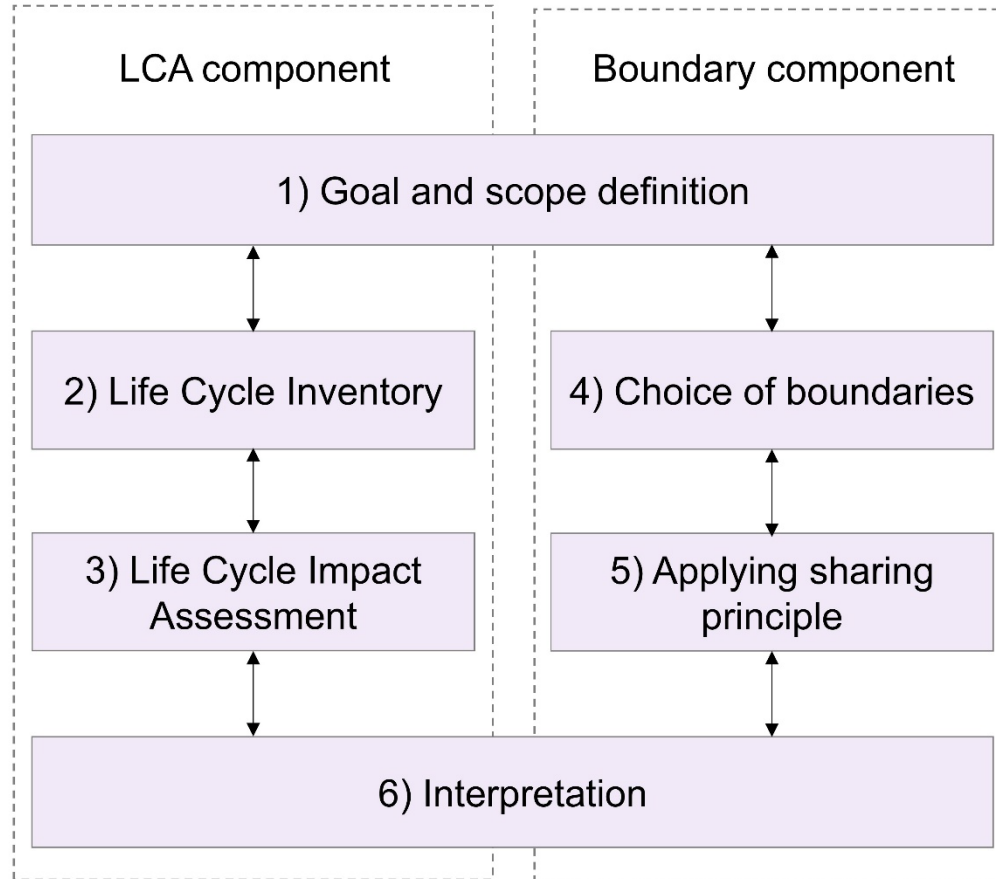 LCA component
Boundary component
1) Goal and scope definition
2) Life Cycle Inventory
4) Choice of boundaries
3) Life Cycle Impact
Assessment
5) Applying sharing
principle
6) Interpretation